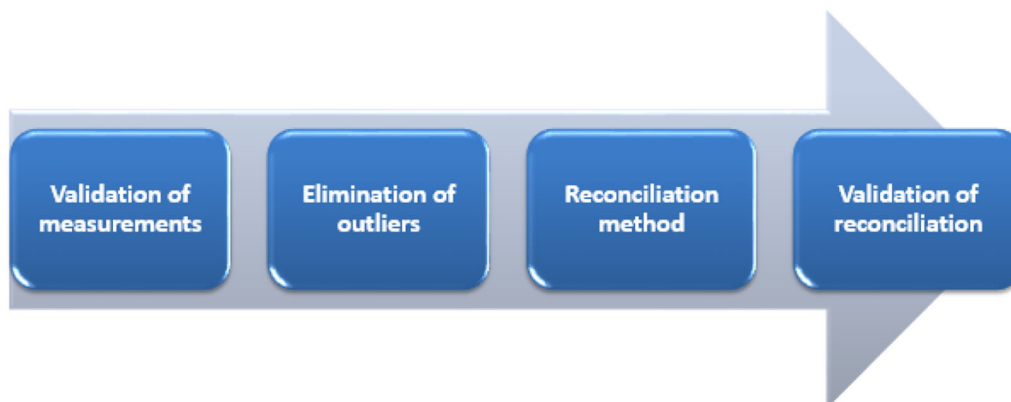 Validation of
measurements
Elimination of
outliers
Reconciliation
method
Validation of
reconciliation